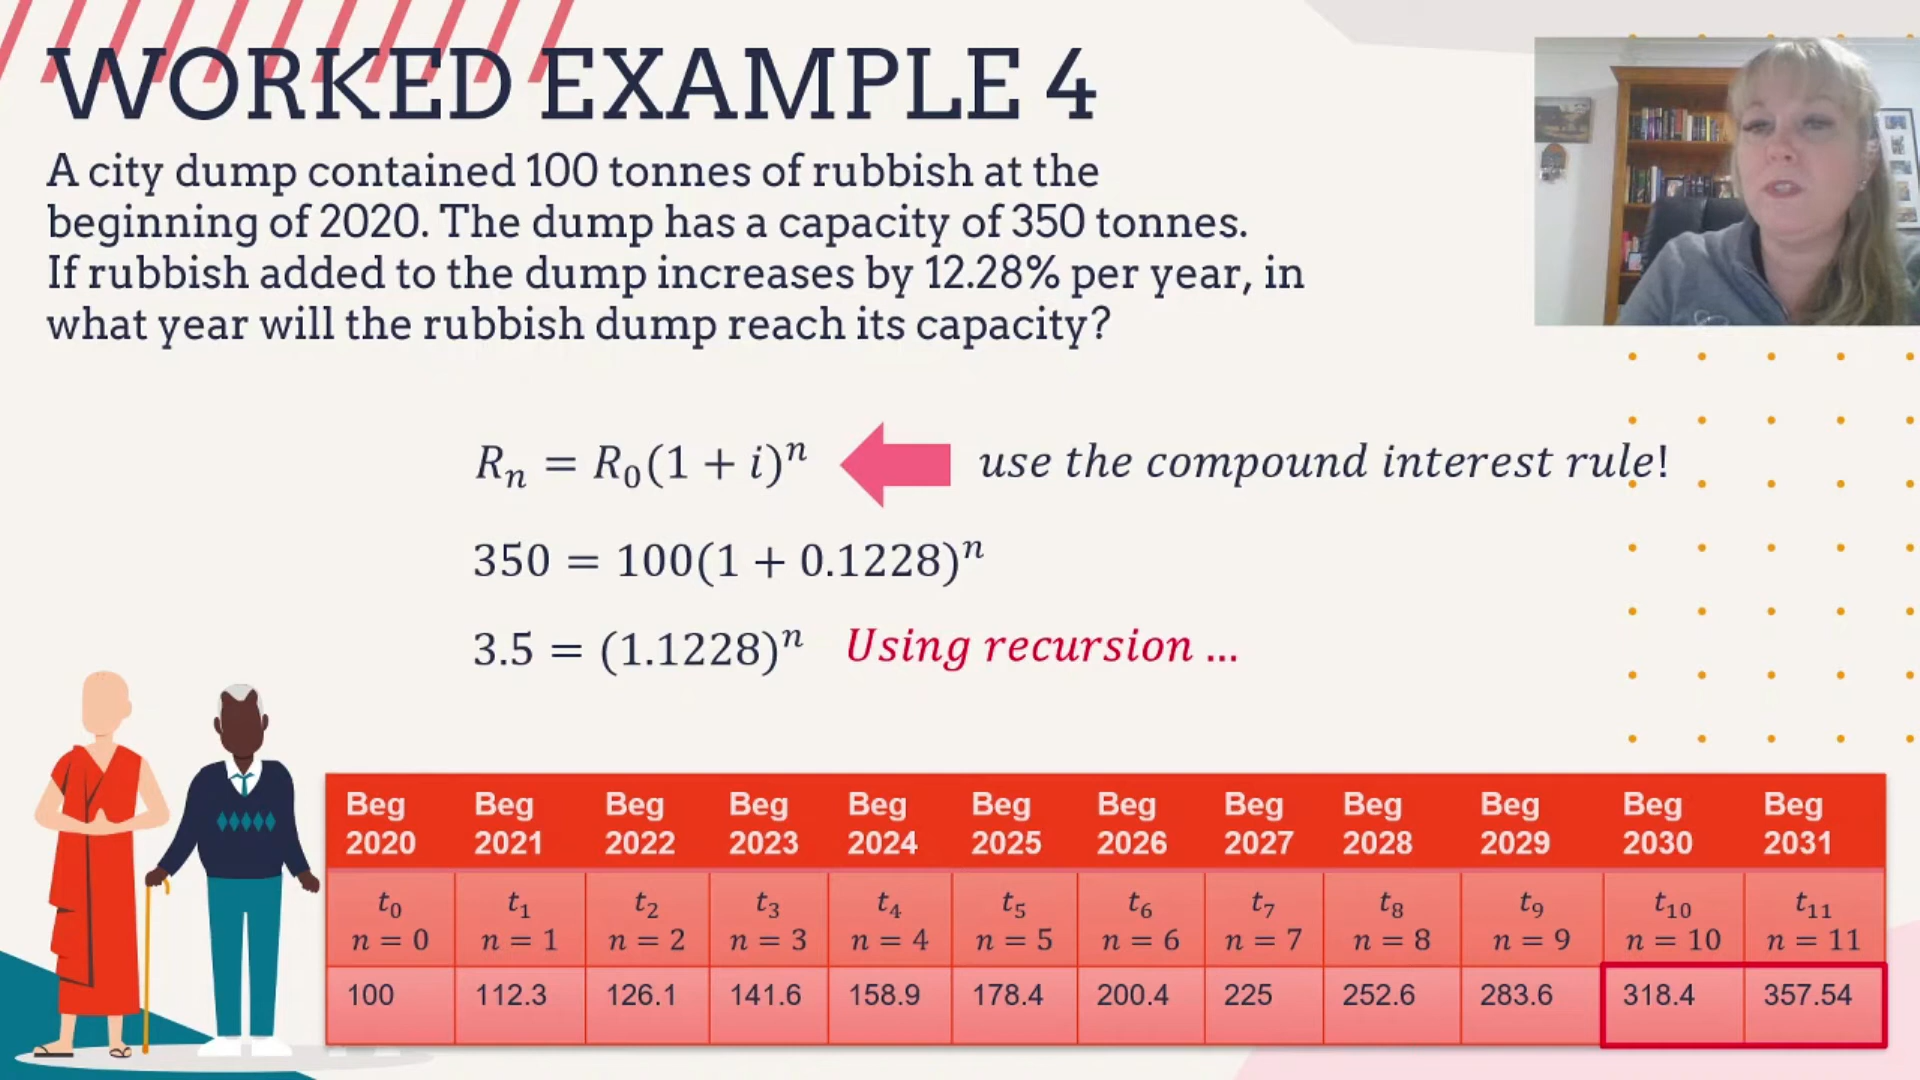 WORKED EXAMPLE 4
A city dump contained 100 tonnes of rubbish at the
beginning of 2020. The dump has a capacity of 350 tonnes.
If rubbish added to the dump increases by 12.28% per year, in
what year will the rubbish dump reach its capacity?
Rₙ = R₀(1 + i)ⁿ use the compound interest rule!
350 = 100(1 + 0.1228)ⁿ
3.5 = (1.1228)ⁿ Using recursion ...
Beg Beg Beg Beg Beg Beg Beg Beg Beg Beg Beg Beg
2020 2021 2022 2023 2024 2025 2026 2027 2028 2029 2030 2031
t₀ t₁ t₂ t₃ t₄ t₅ t₆ t₇ t₈ t₉ t₁₀ t₁₁
n = 0 n = 1 n = 2 n = 3 n = 4 n = 5 n = 6 n = 7 n = 8 n = 9 n = 10 n = 11
100 112.3 126.1 141.6 158.9 178.4 200.4 225 252.6 283.6 318.4 357.54